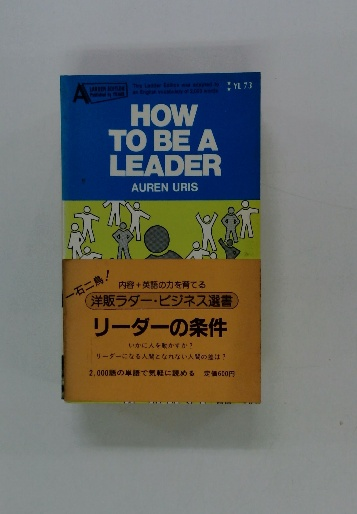 A LADDER EDITION
YL 73
HOW
TO BE A
LEADER
AUREN URIS
一石二鳥!
内容+英語の力を育てる
洋販ラダー・ビジネス選書
リーダーの条件
いかに人を動かすか?
リーダーになる人間となれない人間の差は?
2,000語の単語で気軽に読める 定価600円